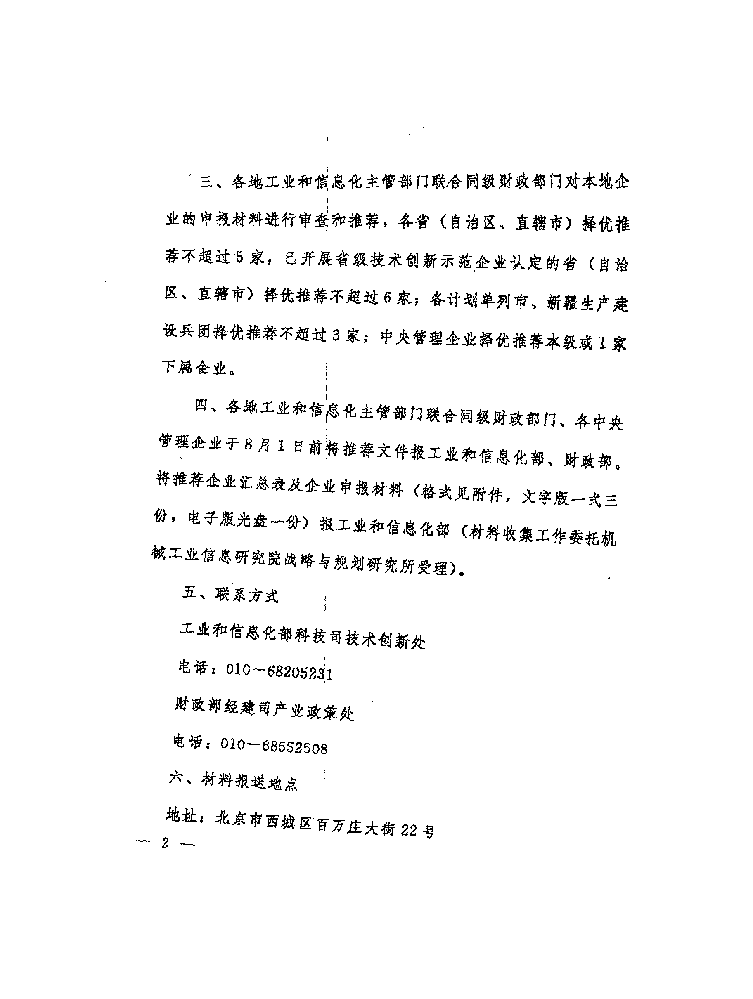 三、各地工业和信息化主管部门联合同级财政部门对本地企
业的申报材料进行审查和推荐，各省（自治区、直辖市）择优推
荐不超过5家，已开展省级技术创新示范企业认定的省（自治
区、直辖市）择优推荐不超过6家；各计划单列市、新疆生产建
设兵团择优推荐不超过3家；中央管理企业择优推荐本级或1家
下属企业。
四、各地工业和信息化主管部门联合同级财政部门、各中央
管理企业于8月1日前将推荐文件报工业和信息化部、财政部。
将推荐企业汇总表及企业申报材料（格式见附件，文字版一式三
份，电子版光盘一份）报工业和信息化部（材料收集工作委托机
械工业信息研究院战略与规划研究所受理）。
五、联系方式
工业和信息化部科技司技术创新处
电话：010—68205231
财政部经建司产业政策处
电话：010—68552508
六、材料报送地点
地址：北京市西城区百万庄大街22号
— 2 —